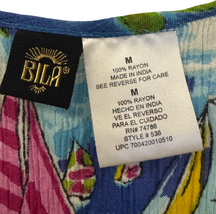 BILA
M
100% RAYON
MADE IN INDIA
SEE REVERSE FOR CARE
M
100% RAYON
HECHO EN INDIA
VE EL REVERSO
PARA EL CUIDADO
RN# 74786
STYLE # 536
UPC 700420010510